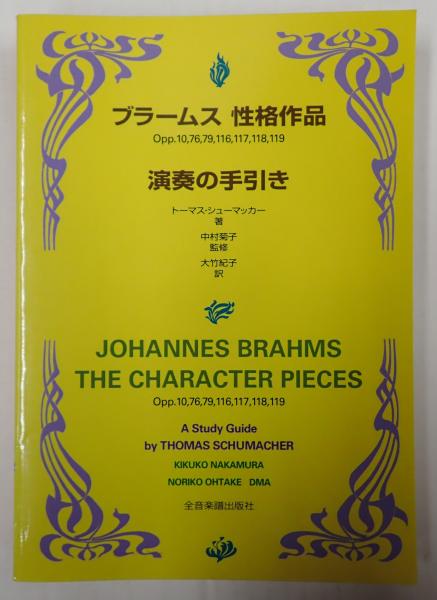 ブラームス 性格作品
Opp.10,76,79,116,117,118,119
演奏の手引き
トーマス・シューマッカー
著
中村菊子
監修
大竹紀子
訳
JOHANNES BRAHMS
THE CHARACTER PIECES
Opp.10,76,79,116,117,118,119
A Study Guide
by THOMAS SCHUMACHER
KIKUKO NAKAMURA
NORIKO OHTAKE DMA
全音楽譜出版社